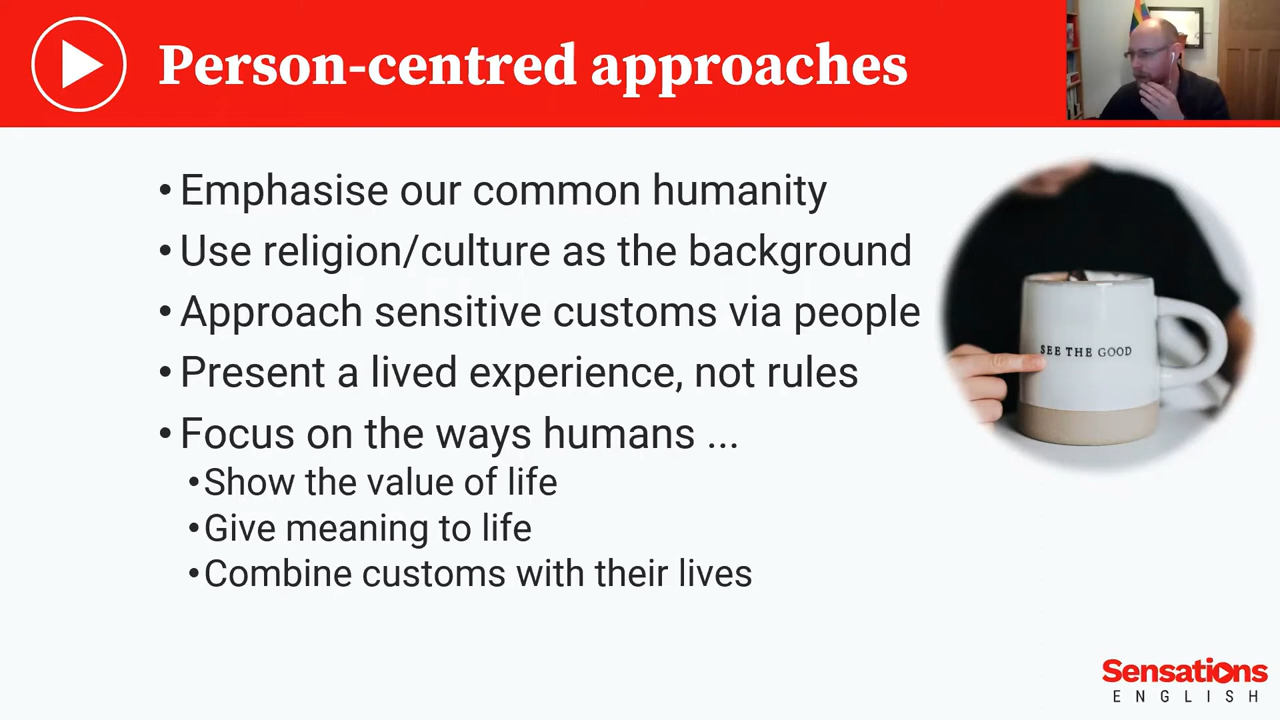 Person-centred approaches
• Emphasise our common humanity
• Use religion/culture as the background
• Approach sensitive customs via people
• Present a lived experience, not rules
• Focus on the ways humans ...
• Show the value of life
• Give meaning to life
• Combine customs with their lives
SEE THE GOOD
Sensations
ENGLISH